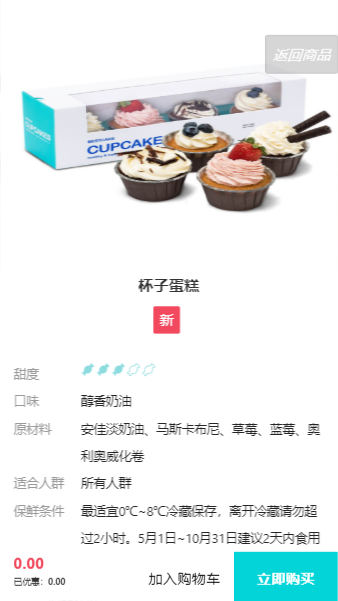 返回商品
CUPCAKES
CUPCAKE
杯子蛋糕
新
甜度
口味 醇香奶油
原材料 安佳淡奶油、马斯卡布尼、草莓、蓝莓、奥
利奥威化卷
适合人群 所有人群
保鲜条件 最适宜0℃~8℃冷藏保存，离开冷藏请勿超
过2小时。5月1日~10月31日建议2天内食用
0.00
已优惠：0.00
加入购物车 立即购买